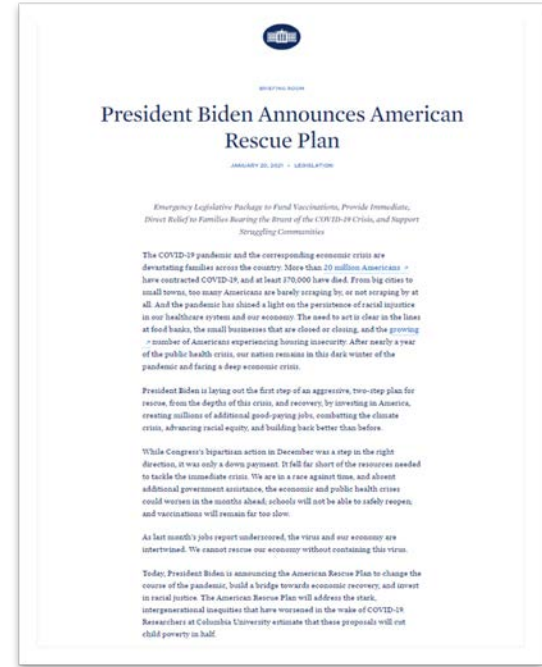 BRIEFING ROOM
President Biden Announces American
Rescue Plan
JANUARY 20, 2021 • LEGISLATION
Emergency Legislative Package to Fund Vaccinations, Provide Immediate,
Direct Relief to Families Bearing the Brunt of the COVID-19 Crisis, and Support
Struggling Communities
The COVID-19 pandemic and the corresponding economic crisis are
devastating families across the country. More than 20 million Americans ↗
have contracted COVID-19, and at least 370,000 have died. From big cities to
small towns, too many Americans are barely scraping by, or not scraping by at
all. And the pandemic has shined a light on the persistence of racial injustice
in our healthcare system and our economy. The need to act is clear in the lines
at food banks, the small businesses that are closed or closing, and the growing
↗ number of Americans experiencing housing insecurity. After nearly a year
of the public health crisis, our nation remains in this dark winter of the
pandemic and facing a deep economic crisis.
President Biden is laying out the first step of an aggressive, two-step plan for
rescue, from the depths of this crisis, and recovery, by investing in America,
creating millions of additional good-paying jobs, combatting the climate
crisis, advancing racial equity, and building back better than before.
While Congress's bipartisan action in December was a step in the right
direction, it was only a down payment. It fell far short of the resources needed
to tackle the immediate crisis. We are in a race against time, and absent
additional government assistance, the economic and public health crises
could worsen in the months ahead; schools will not be able to safely reopen;
and vaccinations will remain far too slow.
As last month's jobs report underscored, the virus and our economy are
intertwined. We cannot rescue our economy without containing this virus.
Today, President Biden is announcing the American Rescue Plan to change the
course of the pandemic, build a bridge towards economic recovery, and invest
in racial justice. The American Rescue Plan will address the stark,
intergenerational inequities that have worsened in the wake of COVID-19.
Researchers at Columbia University estimate that these proposals will cut
child poverty in half.